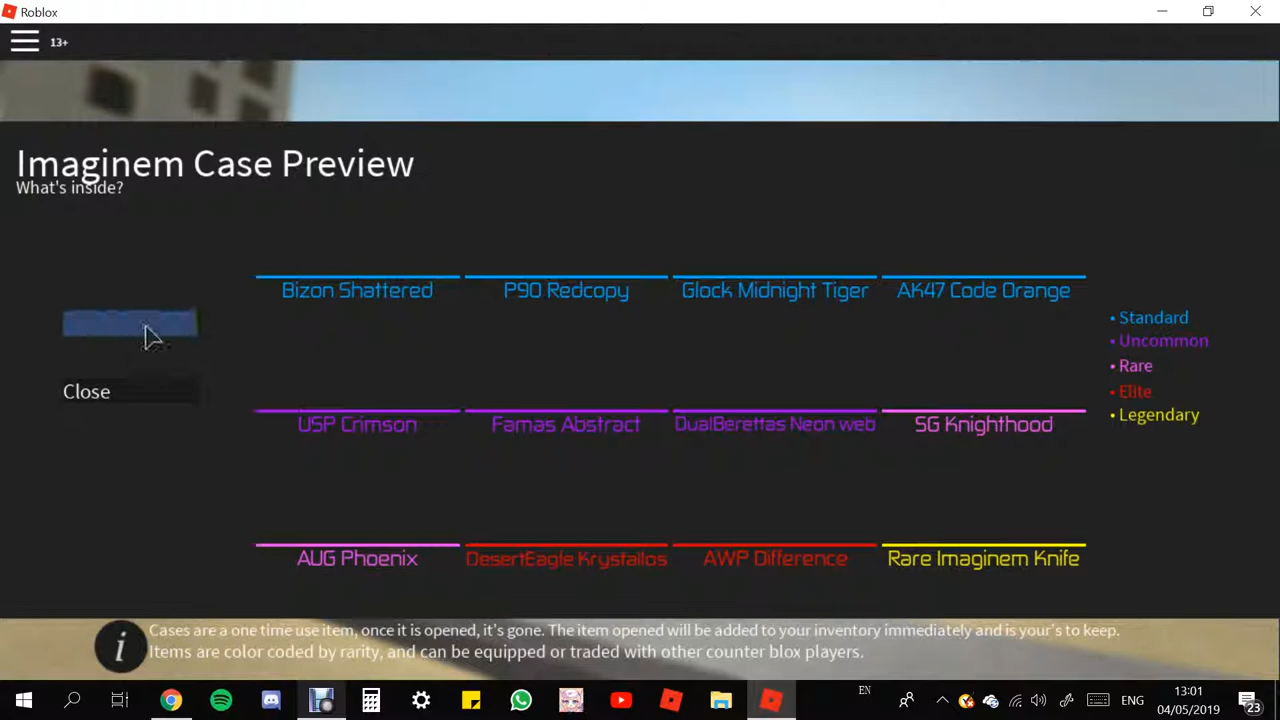 Roblox
13+
Imaginem Case Preview
What's inside?
Bizon Shattered
P90 Redcopy
Glock Midnight Tiger
AK47 Code Orange
• Standard
• Uncommon
• Rare
• Elite
• Legendary
Close
USP Crimson
Famas Abstract
DualBerettas Neon web
SG Knighthood
AUG Phoenix
DesertEagle Krystallos
AWP Difference
Rare Imaginem Knife
i
Cases are a one time use item, once it is opened, it's gone. The item opened will be added to your inventory immediately and is your's to keep.
Items are color coded by rarity, and can be equipped or traded with other counter blox players.
EN
ENG
13:01
04/05/2019
23